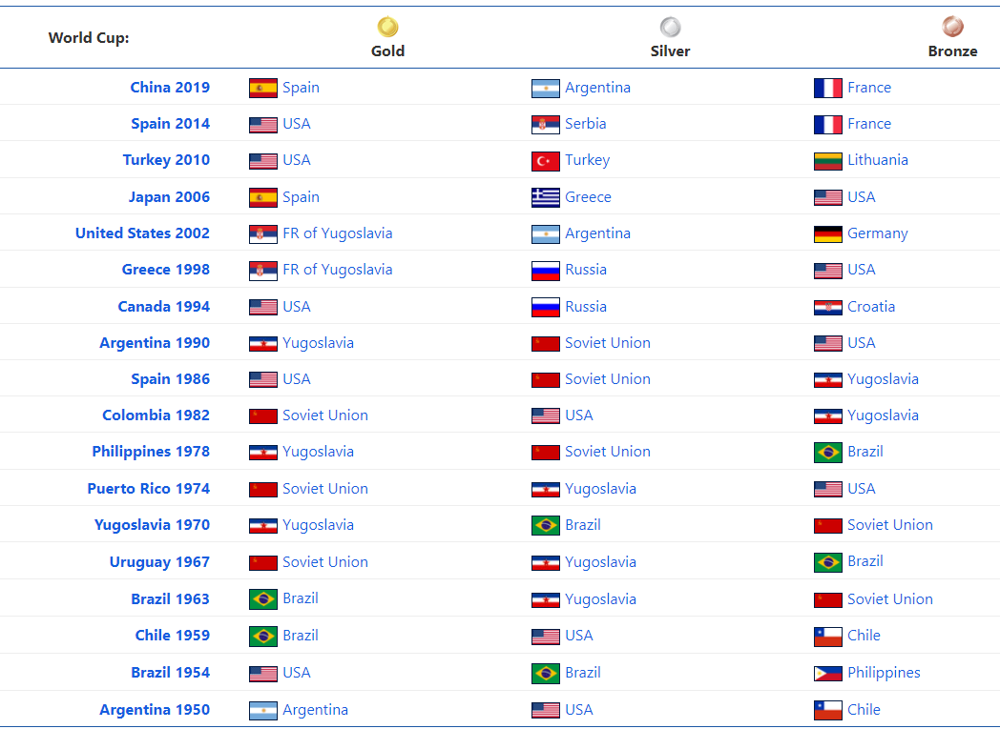 World Cup: Gold Silver Bronze
China 2019 Spain Argentina France
Spain 2014 USA Serbia France
Turkey 2010 USA Turkey Lithuania
Japan 2006 Spain Greece USA
United States 2002 FR of Yugoslavia Argentina Germany
Greece 1998 FR of Yugoslavia Russia USA
Canada 1994 USA Russia Croatia
Argentina 1990 Yugoslavia Soviet Union USA
Spain 1986 USA Soviet Union Yugoslavia
Colombia 1982 Soviet Union USA Yugoslavia
Philippines 1978 Yugoslavia Soviet Union Brazil
Puerto Rico 1974 Soviet Union Yugoslavia USA
Yugoslavia 1970 Yugoslavia Brazil Soviet Union
Uruguay 1967 Soviet Union Yugoslavia Brazil
Brazil 1963 Brazil Yugoslavia Soviet Union
Chile 1959 Brazil USA Chile
Brazil 1954 USA Brazil Philippines
Argentina 1950 Argentina USA Chile